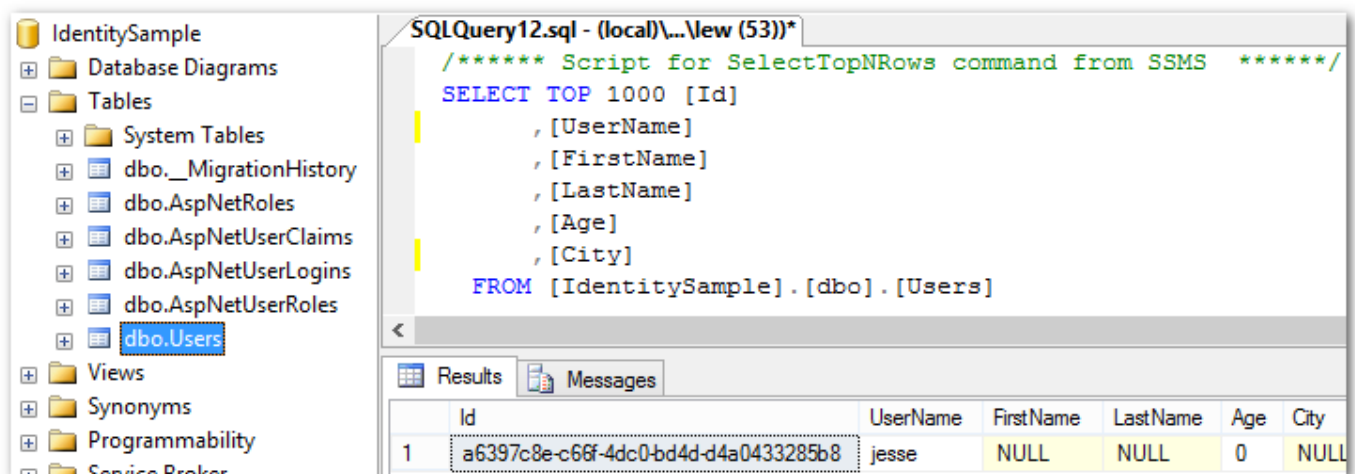 IdentitySample
Database Diagrams
Tables
System Tables
dbo.__MigrationHistory
dbo.AspNetRoles
dbo.AspNetUserClaims
dbo.AspNetUserLogins
dbo.AspNetUserRoles
dbo.Users
Views
Synonyms
Programmability
Service Broker
SQLQuery12.sql - (local)\...\lew (53))*
/****** Script for SelectTopNRows command from SSMS  ******/
SELECT TOP 1000 [Id]
,[UserName]
,[FirstName]
,[LastName]
,[Age]
,[City]
FROM [IdentitySample].[dbo].[Users]
Results Messages
Id UserName FirstName LastName Age City
1 a6397c8e-c66f-4dc0-bd4d-d4a0433285b8 jesse NULL NULL 0 NULL